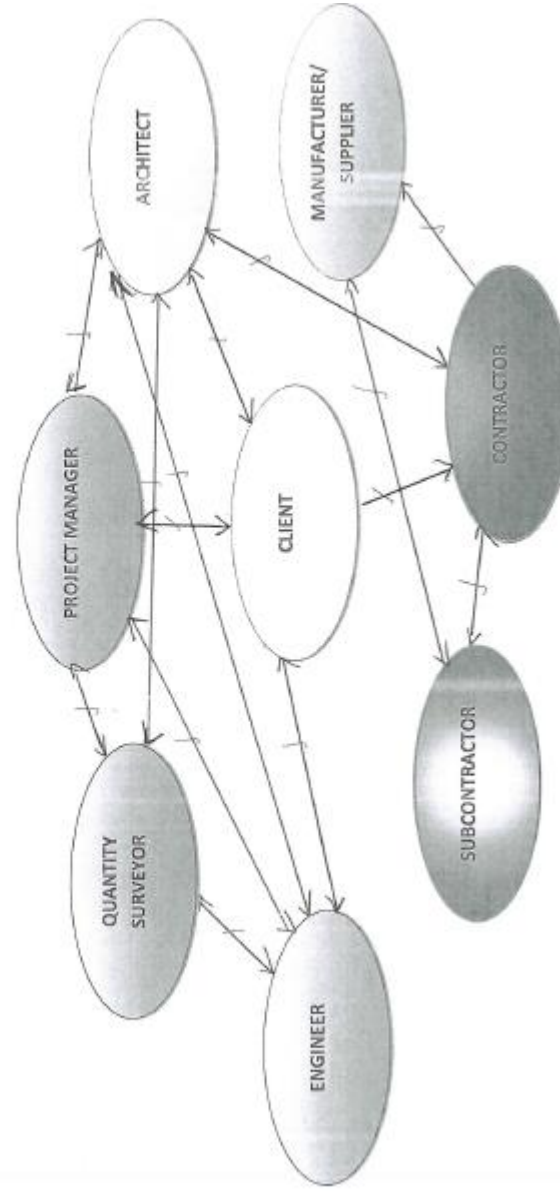 PROJECT MANAGER
QUANTITY
SURVEYOR
ARCHITECT
CLIENT
ENGINEER
MANUFACTURER/
SUPPLIER
SUBCONTRACTOR
CONTRACTOR